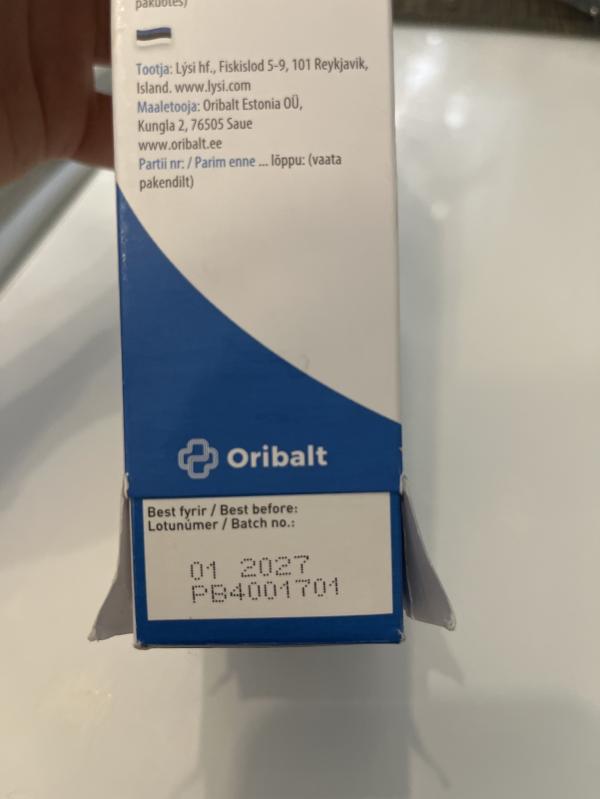 pakuotės)
Tootja: Lýsi hf., Fiskislod 5-9, 101 Reykjavik,
Island. www.lysi.com
Maaletooja: Oribalt Estonia OÜ,
Kungla 2, 76505 Saue
www.oribalt.ee
Partii nr: / Parim enne ... lõppu: (vaata
pakendilt)
Oribalt
Best fyrir / Best before:
Lotunúmer / Batch no.:
01 2027
PB4001701